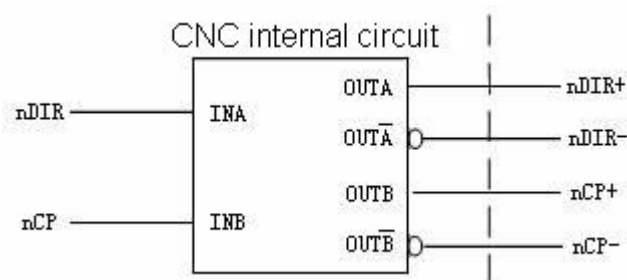 CNC internal circuit
OUTA
nDIR+
nDIR
INA
OUTA̅
nDIR-
OUTB
nCP+
nCP
INB
OUTB̅
nCP-